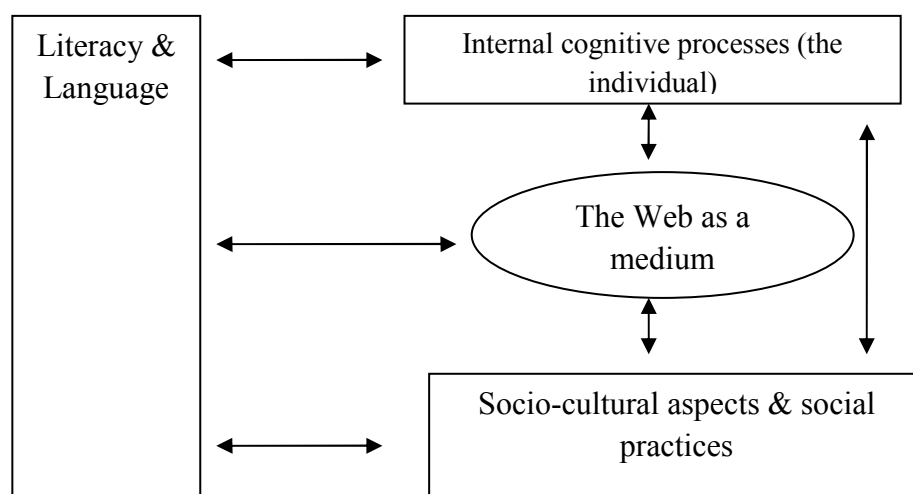 Literacy &
Language
Internal cognitive processes (the
individual)
The Web as a
medium
Socio-cultural aspects & social
practices